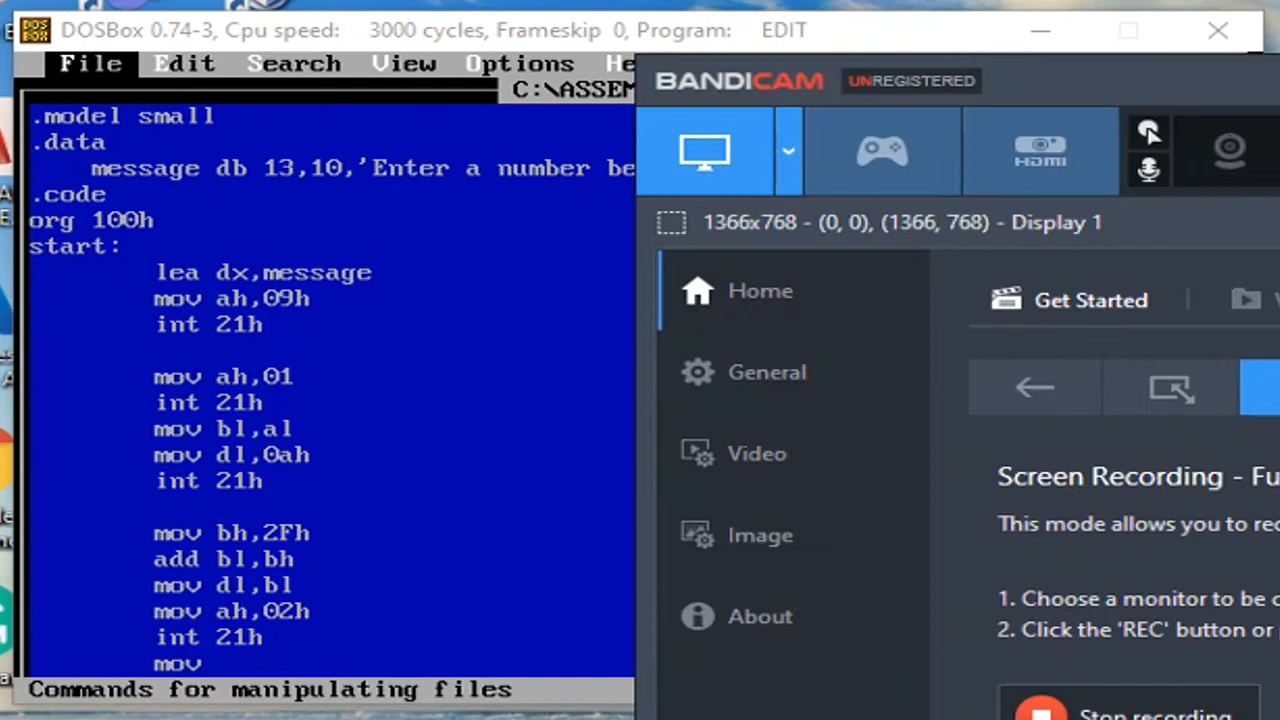 DOSBox 0.74-3, Cpu speed: 3000 cycles, Frameskip 0, Program: EDIT
File Edit Search View Options He
C:\ASSEM
.model small
.data
message db 13,10,'Enter a number be
.code
org 100h
start:
lea dx,message
mov ah,09h
int 21h
mov ah,01
int 21h
mov bl,al
mov dl,0ah
int 21h
mov bh,2Fh
add bl,bh
mov dl,bl
mov ah,02h
int 21h
mov
Commands for manipulating files
BANDICAM UNREGISTERED
HDMI
1366x768 - (0, 0), (1366, 768) - Display 1
Home
General
Video
Image
About
Get Started
Screen Recording - Fu
This mode allows you to rec
1. Choose a monitor to be
2. Click the 'REC' button or
Stop recording